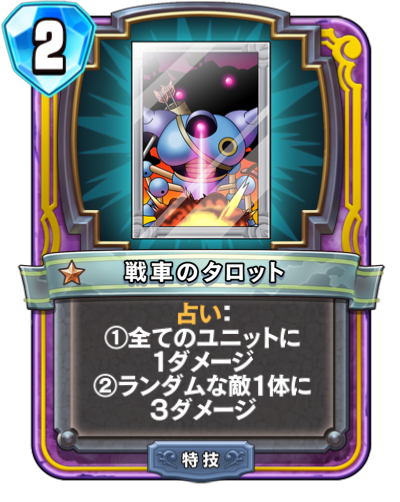 2
戦車のタロット
占い:
①全てのユニットに
1ダメージ
②ランダムな敵1体に
3ダメージ
特技